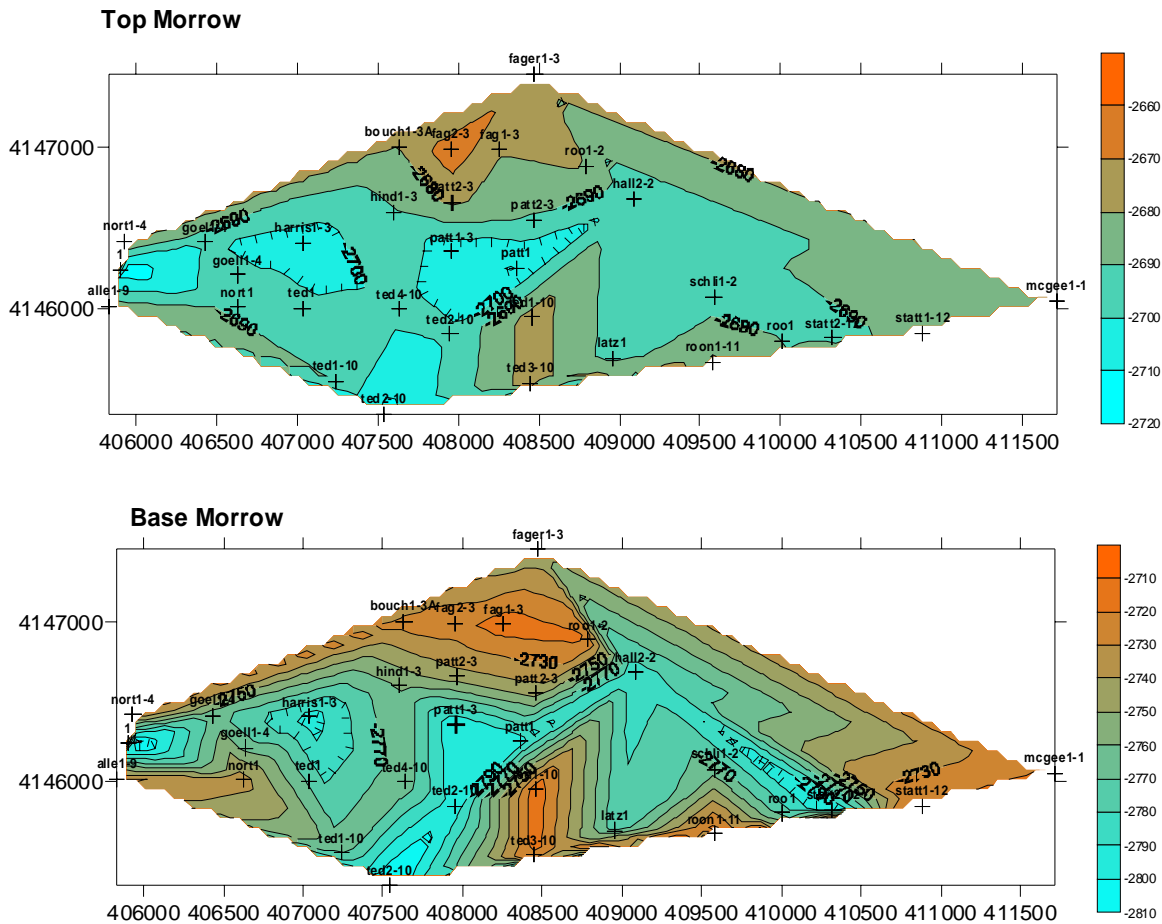 Top Morrow
fager1-3
-2660
bouch1-3A fag2-3 fag1-3
4147000
-2670
roo1-2
-2680
-2680
patt2-3
hall2-2
-2680
hind1-3
-2690
patt2-3
nort1-4
-2690
harris1-3
-2690
patt1-3
goell1-4
-2700
patt1
1
schli1-2
-2700
alle1-9
nort1
ted1
ted4-10
-2700
mcgee1-1
4146000
-2690
ted2-10
-2690
roo1
statt1-12
-2710
latz1
roon1-11
ted1-10
ted3-10
ted2-10
-2720
406000 406500 407000 407500 408000 408500 409000 409500 410000 410500 411000 411500
Base Morrow
fager1-3
-2710
bouch1-3A fag2-3 fag1-3
4147000
-2720
roo1-2
-2730
-2730
hall2-2
-2750
patt2-3
-2740
hind1-3
-2770
patt2-3
-2750
-2750
nort1-4
harris1-3
patt1-3
-2760
goell1-4
patt1
1
-2770
-2770
schli1-2
-2770
alle1-9
nort1
ted1
ted4-10
-2730
mcgee1-1
4146000
-2780
ted2-10
roo1
statt1-12
-2790
latz1
roon1-11
ted1-10
ted3-10
-2800
ted2-10
-2810
406000 406500 407000 407500 408000 408500 409000 409500 410000 410500 411000 411500